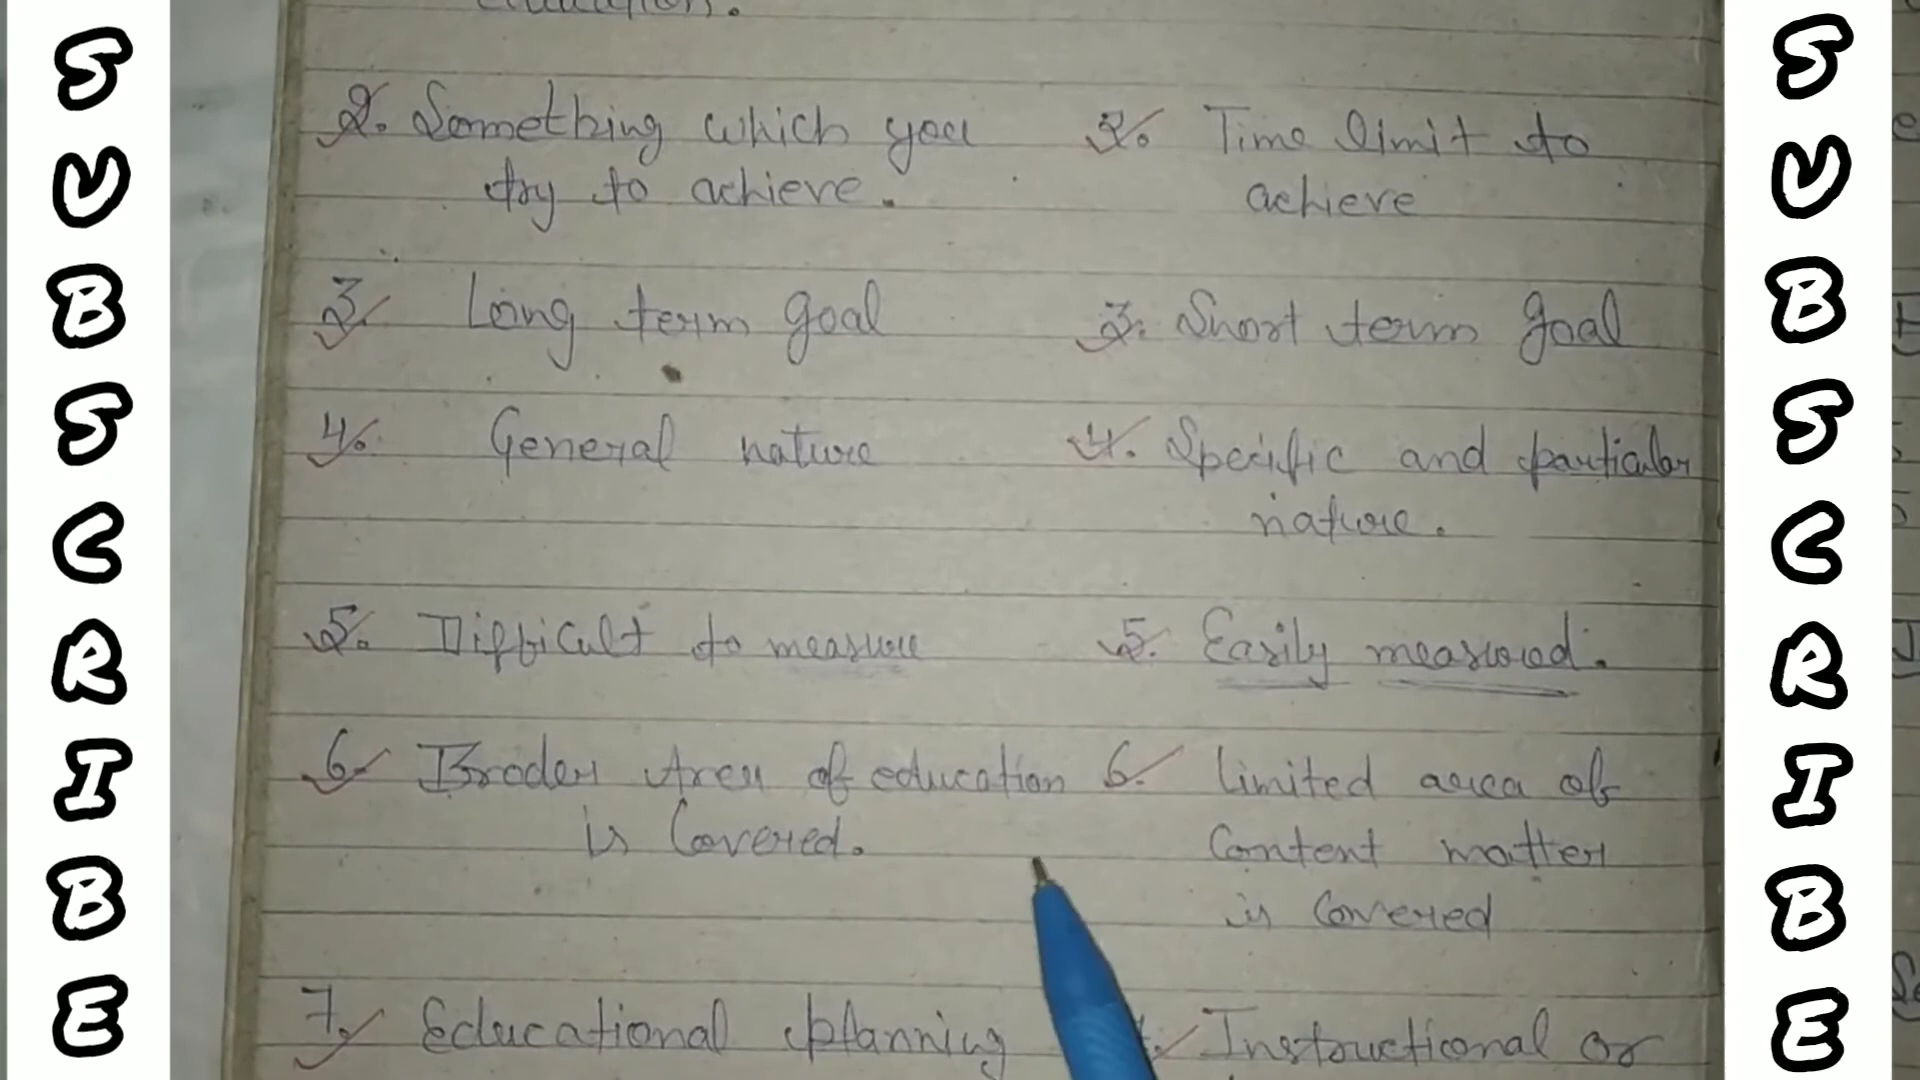 SUBSCRIBE
education.
2. Something which you
try to achieve.
3. Long term goal
4. General nature
5. Difficult to measure
6. Broder Area of education
is Covered.
7. Educational planning
2. Time limit to
achieve
3. Short term goal
4. Specific and particular
nature.
5. Easily measured.
6. limited area of
Content matter
is Covered
Instructional or
SUBSCRIBE